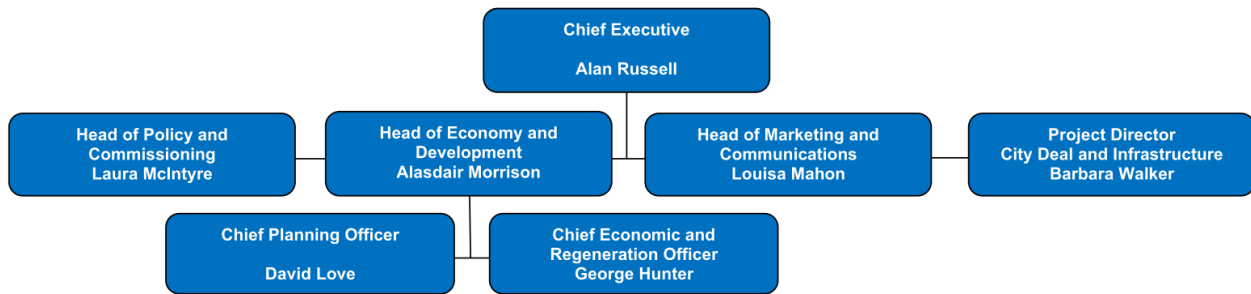 Chief Executive
Alan Russell
Head of Policy and
Commissioning
Laura McIntyre
Head of Economy and
Development
Alasdair Morrison
Head of Marketing and
Communications
Louisa Mahon
Project Director
City Deal and Infrastructure
Barbara Walker
Chief Planning Officer
David Love
Chief Economic and
Regeneration Officer
George Hunter